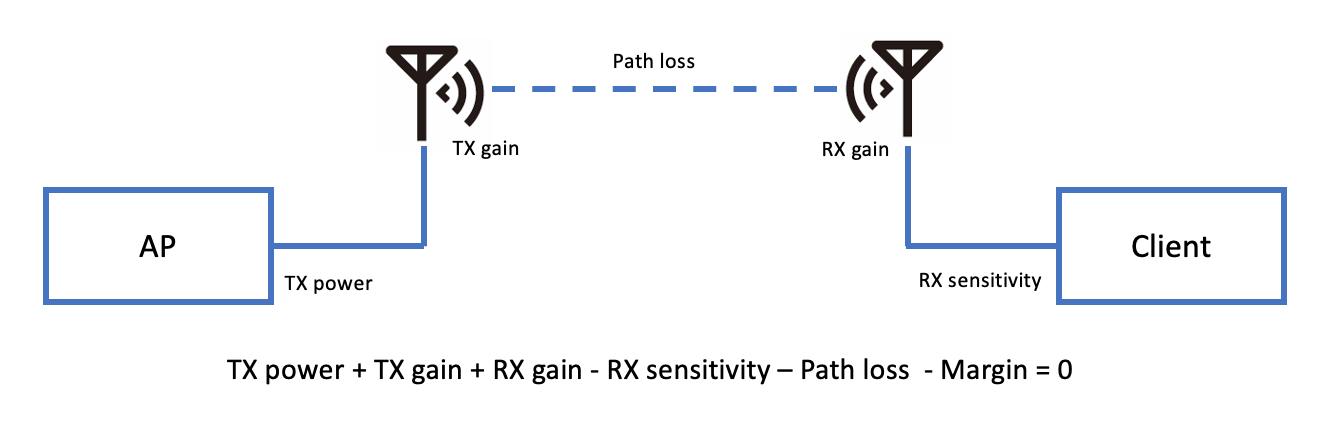 Path loss
TX gain
RX gain
AP
Client
TX power
RX sensitivity
TX power + TX gain + RX gain - RX sensitivity – Path loss  - Margin = 0